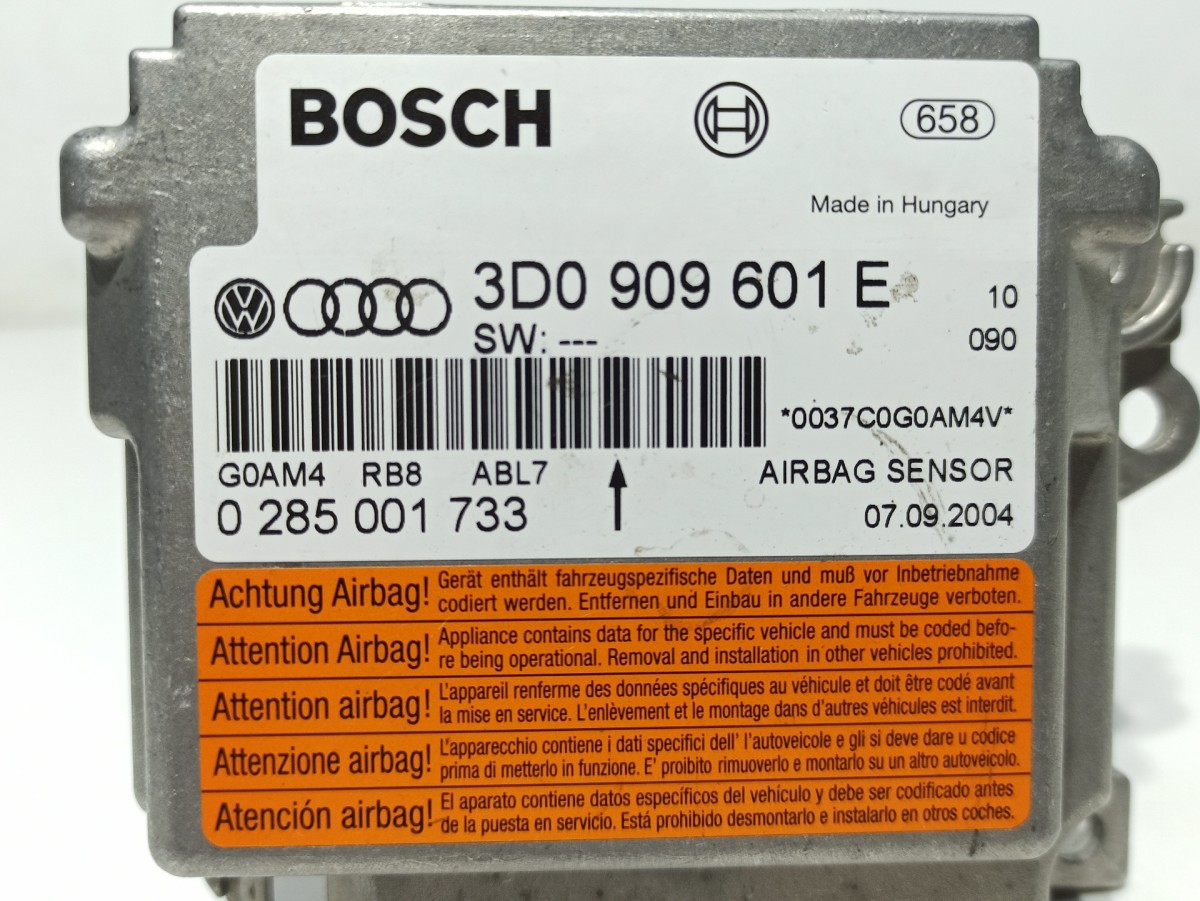 BOSCH
658
Made in Hungary
3D0 909 601 E
10
SW: ---
090
*0037C0G0AM4V*
G0AM4 RB8 ABL7
AIRBAG SENSOR
0 285 001 733
07.09.2004
Achtung Airbag!
Gerät enthält fahrzeugspezifische Daten und muß vor Inbetriebnahme
codiert werden. Entfernen und Einbau in andere Fahrzeuge verboten.
Attention Airbag!
Appliance contains data for the specific vehicle and must be coded befo-
re being operational. Removal and installation in other vehicles prohibited.
Attention airbag!
L'appareil renferme des données spécifiques au véhicule et doit être codé avant
la mise en service. L'enlèvement et le montage dans d'autres véhicules est interdit.
Attenzione airbag!
L'apparecchio contiene i dati specifici dell' l'autoveicole e gli si deve dare u codice
prima di metterlo in funzione. E' proibito rimuoverlo e montarlo su un altro autoveicolo.
Atención airbag!
El aparato contiene datos específicos del vehículo y debe ser codificado antes
de la puesta en servicio. Está prohibido desmontarlo e instalarlo en otros coches.